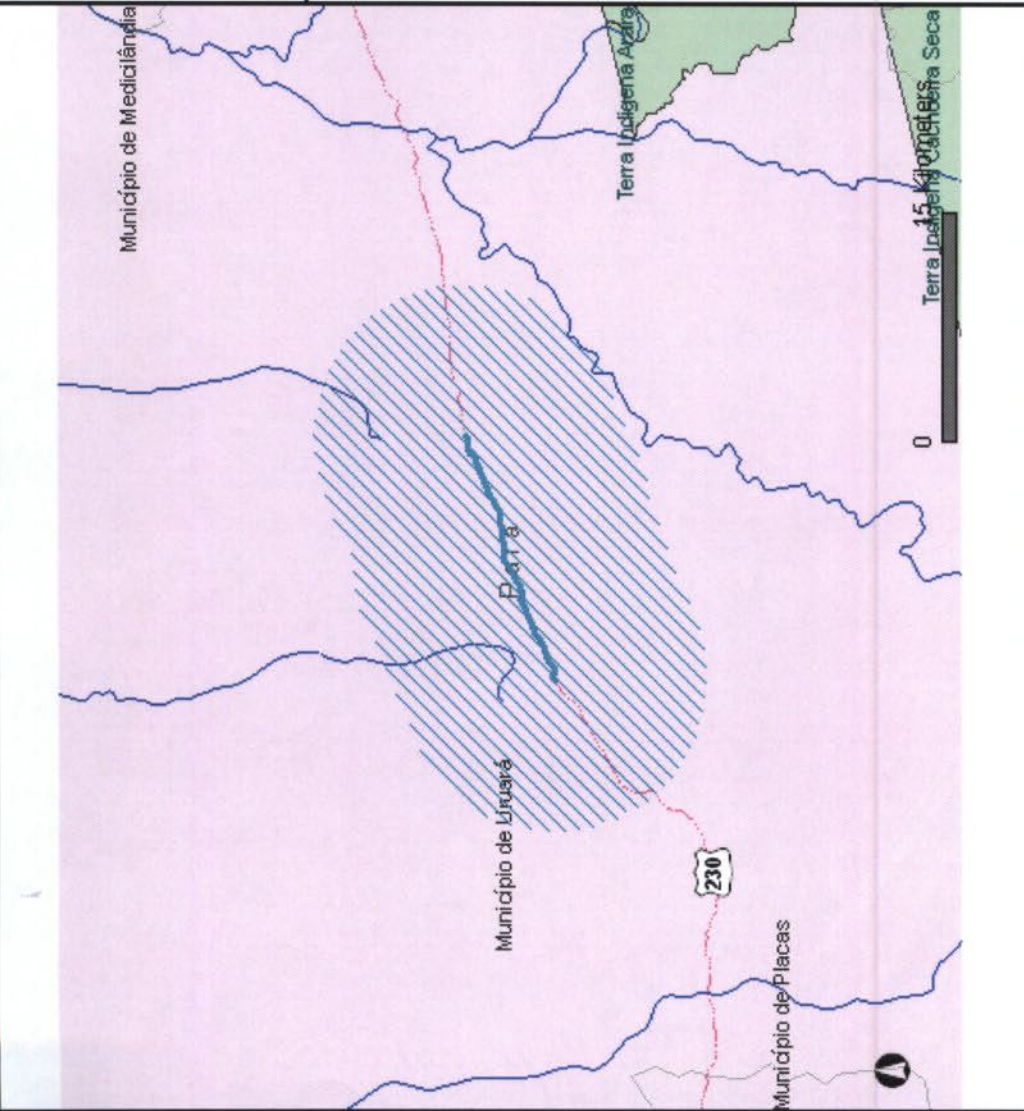 Município de Medicilândia
Terra Indígena Arara
Terra Indígena Cachoeira Seca
Pará
Município de Uruará
230
Município de Placas
0
15 Kilometers